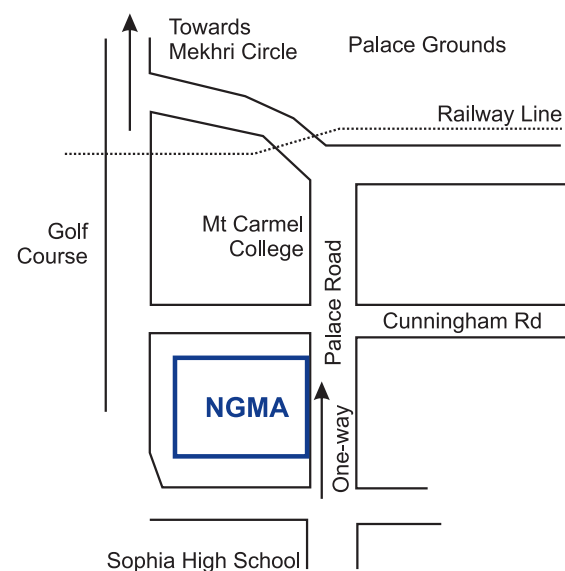 Towards
Mekhri Circle
Palace Grounds
Railway Line
Golf
Course
Mt Carmel
College
Palace Road
Cunningham Rd
NGMA
One-way
Sophia High School